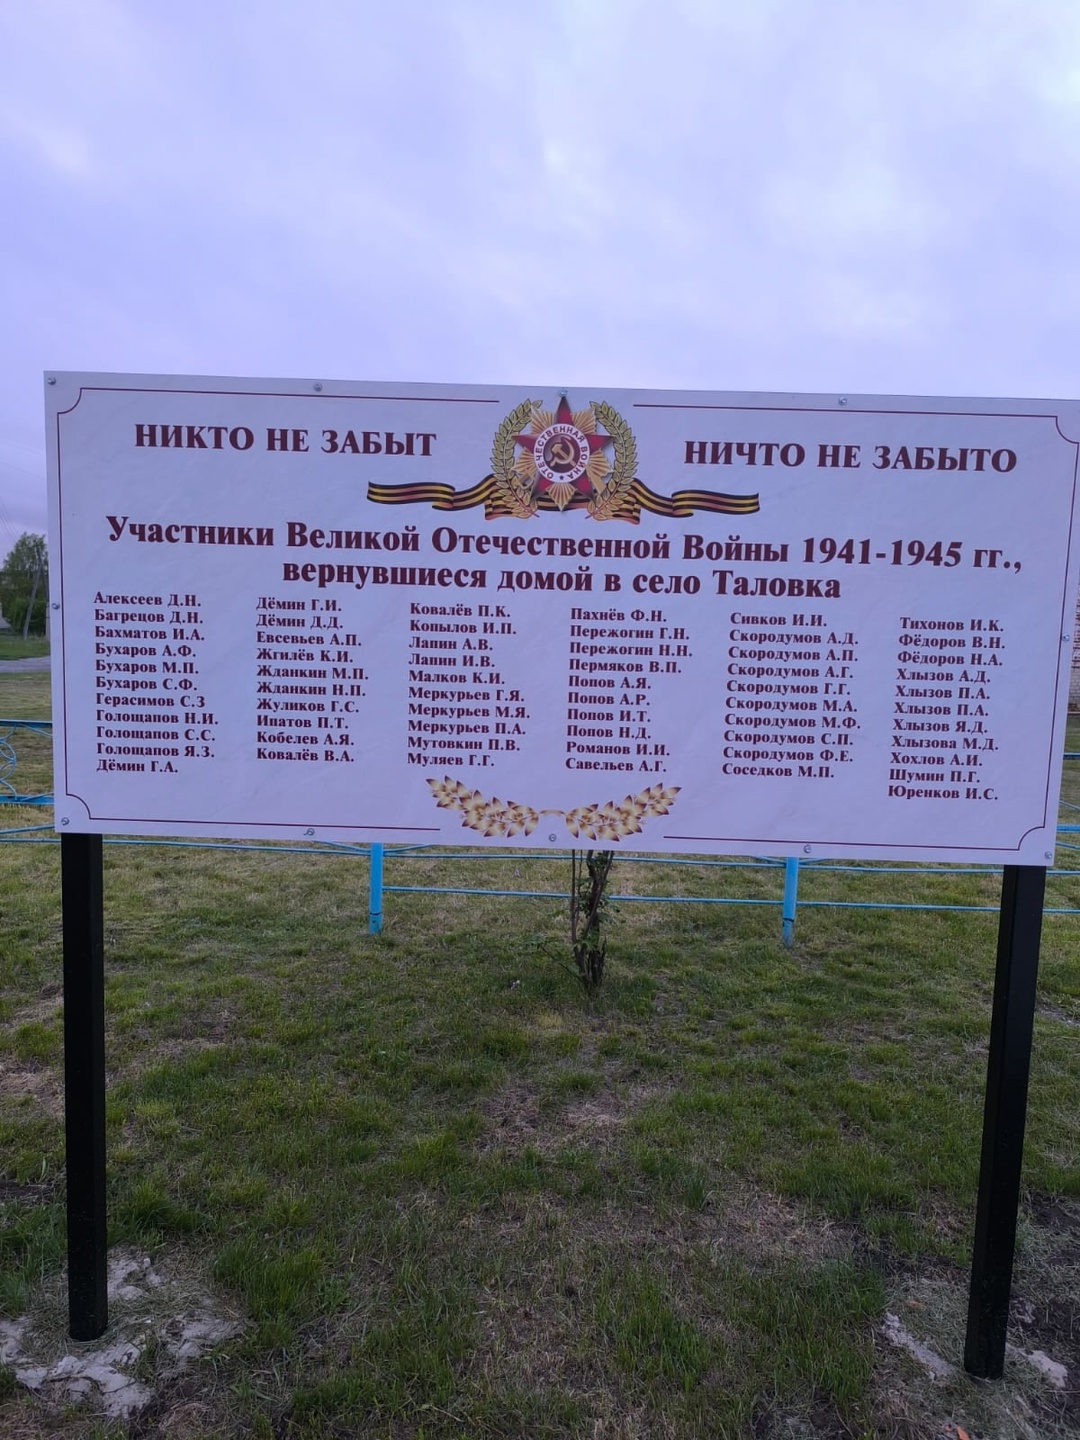 НИКТО НЕ ЗАБЫТ
ОТЕЧЕСТВЕННАЯ ВОЙНА
НИЧТО НЕ ЗАБЫТО
Участники Великой Отечественной Войны 1941-1945 гг.,
вернувшиеся домой в село Таловка
Алексеев Д.Н.
Багрецов Д.Н.
Бахматов И.А.
Бухаров А.Ф.
Бухаров М.П.
Бухаров С.Ф.
Герасимов С.З
Голощапов Н.И.
Голощапов С.С.
Голощапов Я.З.
Дёмин Г.А.
Дёмин Г.И.
Дёмин Д.Д.
Евсевьев А.П.
Жгилёв К.И.
Жданкин М.П.
Жданкин Н.П.
Жуликов Г.С.
Ипатов П.Т.
Кобелев А.Я.
Ковалёв В.А.
Ковалёв П.К.
Копылов И.П.
Лапин А.В.
Лапин И.В.
Малков К.И.
Меркурьев Г.Я.
Меркурьев М.Я.
Меркурьев П.А.
Мутовкин П.В.
Муляев Г.Г.
Пахнёв Ф.Н.
Пережогин Г.Н.
Пережогин Н.Н.
Пермяков В.П.
Попов А.Я.
Попов А.Р.
Попов И.Т.
Попов Н.Д.
Романов И.И.
Савельев А.Г.
Сивков И.И.
Скородумов А.Д.
Скородумов А.П.
Скородумов А.Г.
Скородумов Г.Г.
Скородумов М.А.
Скородумов М.Ф.
Скородумов С.П.
Скородумов Ф.Е.
Соседков М.П.
Тихонов И.К.
Фёдоров В.Н.
Фёдоров Н.А.
Хлызов А.Д.
Хлызов П.А.
Хлызов П.А.
Хлызов Я.Д.
Хлызова М.Д.
Хохлов А.И.
Шумин П.Г.
Юренков И.С.